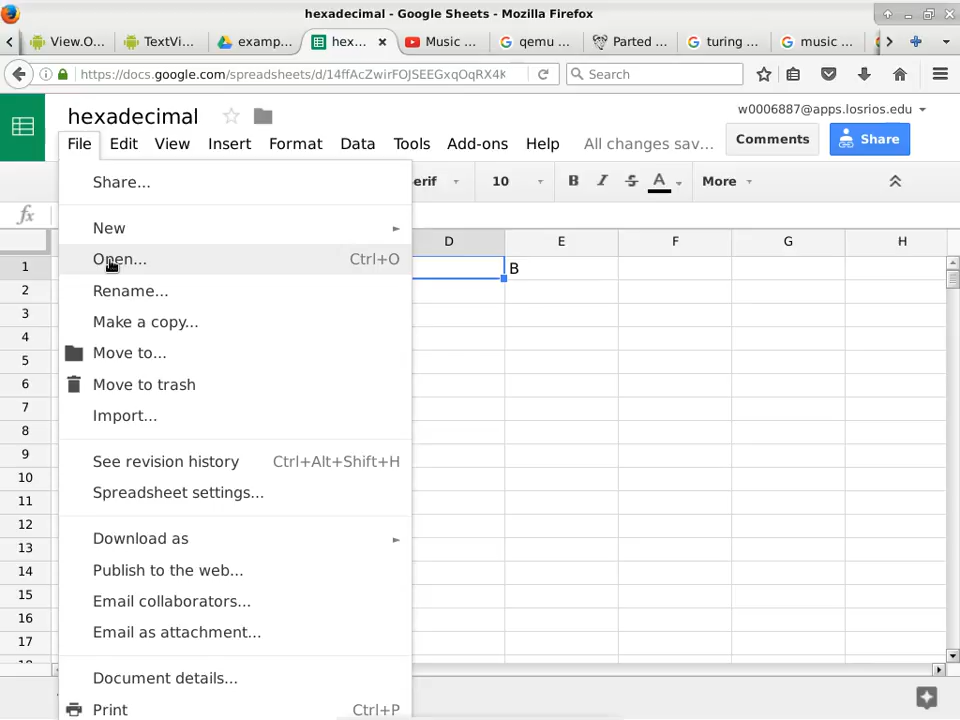 hexadecimal - Google Sheets - Mozilla Firefox
View.O... TextVi... examp... hex... Music ... qemu ... Parted ... turing ... music ...
https://docs.google.com/spreadsheets/d/14ffAcZwirFOJSEEGxqOqRX4K Search
hexadecimal w0006887@apps.losrios.edu
File Edit View Insert Format Data Tools Add-ons Help All changes sav... Comments Share
Share... erif 10 B I S A More
fx
New
D E F G H
Open... Ctrl+O
1 B
2
Rename...
3
Make a copy...
4
Move to...
5
6
Move to trash
7
Import...
8
9
See revision history Ctrl+Alt+Shift+H
10
Spreadsheet settings...
11
12
Download as
13
14
Publish to the web...
15
Email collaborators...
16
Email as attachment...
17
Document details...
Print Ctrl+P